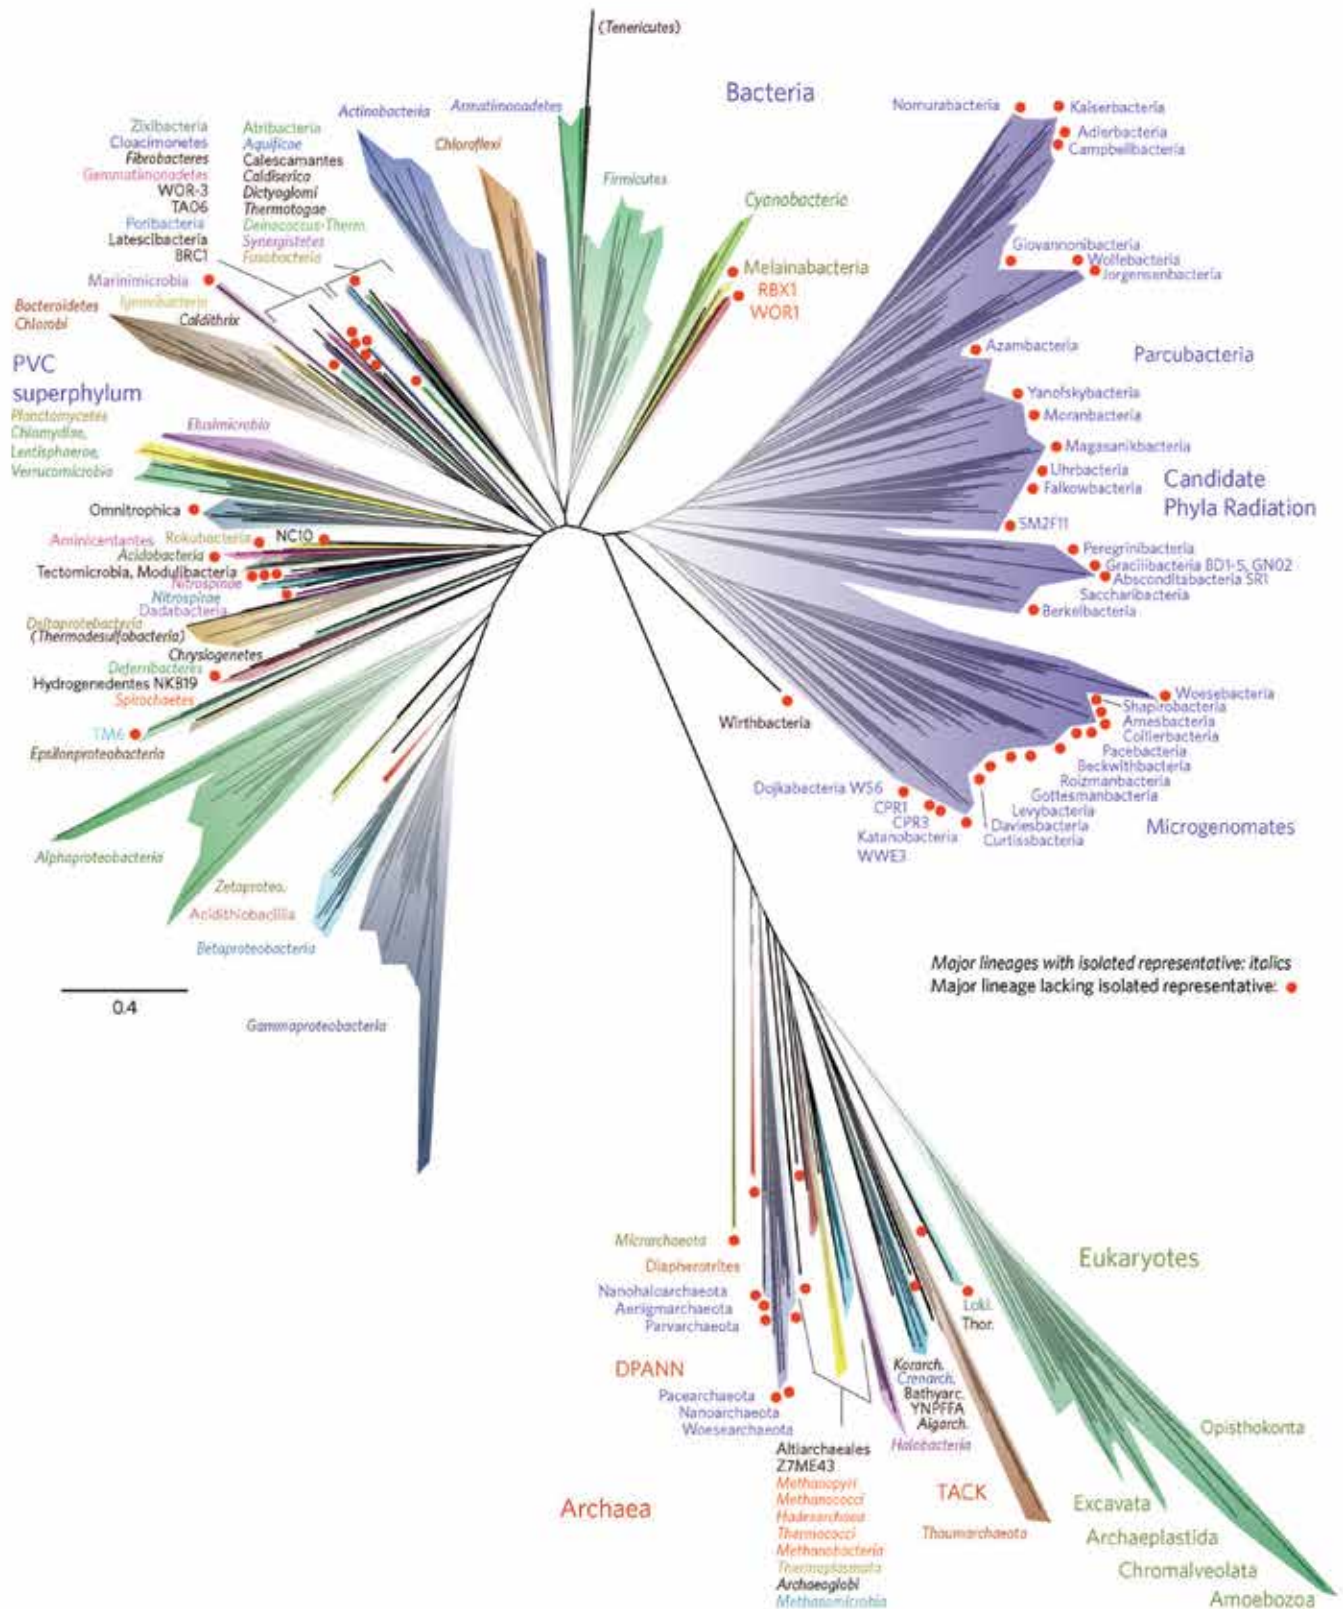 (Tenericutes)
Bacteria
Nomurabacteria
Kaiserbacteria
Adlerbacteria
Campbellbacteria
Actinobacteria
Armatimonadetes
Zixibacteria
Cloacimonetes
Fibrobacteres
Gemmatimonadetes
WOR-3
TA06
Poribacteria
Latescibacteria
BRC1
Atribacteria
Aquificae
Calescamantes
Caldiserica
Dictyoglomi
Thermotogae
Deinococcus-Therm.
Synergistetes
Fusobacteria
Chloroflexi
Firmicutes
Cyanobacteria
Giovannonibacteria
Wolfebacteria
Jorgensenbacteria
Melainabacteria
RBX1
WOR1
Marinimicrobia
Bacteroidetes
Chlorobi
Ignavibacteria
Caldithrix
Azambacteria
Parcubacteria
PVC
superphylum
Planctomycetes
Chlamydiae,
Lentisphaerae,
Verrucomicrobia
Elusimicrobia
Yanofskybacteria
Moranbacteria
Magasanikbacteria
Uhrbacteria
Falkowbacteria
Candidate
Phyla Radiation
SM2F11
Omnitrophica
Aminicentantes
Rokubacteria
NC10
Acidobacteria
Tectomicrobia, Modulibacteria
Nitrospinae
Nitrospirae
Dadabacteria
Deltaprotebacteria
(Thermodesulfobacteria)
Chrysiogenetes
Deferribacteres
Hydrogenedentes NKB19
Spirochaetes
TM6
Epsilonproteobacteria
Peregrinibacteria
Gracilibacteria BD1-5, GN02
Absconditabacteria SR1
Saccharibacteria
Berkelbacteria
Woesebacteria
Shapirobacteria
Amesbacteria
Collierbacteria
Pacebacteria
Beckwithbacteria
Roizmanbacteria
Gottesmanbacteria
Levybacteria
Daviesbacteria
Curtissbacteria
Microgenomates
Wirthbacteria
Dojkabacteria WS6
CPR1
CPR3
Katanobacteria
WWE3
Alphaproteobacteria
Zetaproteo.
Acidithiobacillia
Betaproteobacteria
0.4
Gammaproteobacteria
Major lineages with isolated representative: italics
Major lineage lacking isolated representative:
Micrarchaeota
Diapherotrites
Nanohaloarchaeota
Aenigmarchaeota
Parvarchaeota
DPANN
Pacearchaeota
Nanoarchaeota
Woesearchaeota
Eukaryotes
Loki.
Thor.
Korarch.
Crenarch.
Bathyarc.
YNPFFA
Aigarch.
Halobacteria
Altiarchaeales
Z7ME43
Methanopyri
Methanococci
Hadesarchaea
Thermococci
Methanobacteria
Thermoplasmata
Archaeoglobi
Methanomicrobia
Archaea
TACK
Thaumarchaeota
Opisthokonta
Excavata
Archaeplastida
Chromalveolata
Amoebozoa